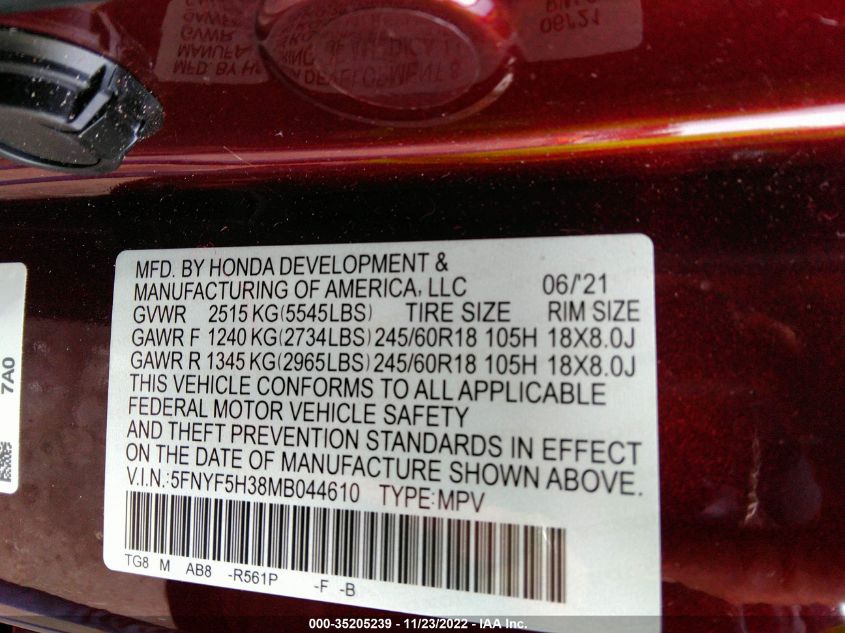 MFD. BY HONDA DEVELOPMENT &
MANUFACTURING OF AMERICA, LLC 06/'21
GVWR 2515 KG(5545LBS) TIRE SIZE RIM SIZE
GAWR F 1240 KG(2734LBS) 245/60R18 105H 18X8.0J
GAWR R 1345 KG(2965LBS) 245/60R18 105H 18X8.0J
THIS VEHICLE CONFORMS TO ALL APPLICABLE
FEDERAL MOTOR VEHICLE SAFETY
AND THEFT PREVENTION STANDARDS IN EFFECT
ON THE DATE OF MANUFACTURE SHOWN ABOVE.
V.I.N.:5FNYF5H38MB044610 TYPE:MPV
TG8 M AB8 -R561P -F -B
7A0
000-35205239 - 11/23/2022 - IAA Inc.